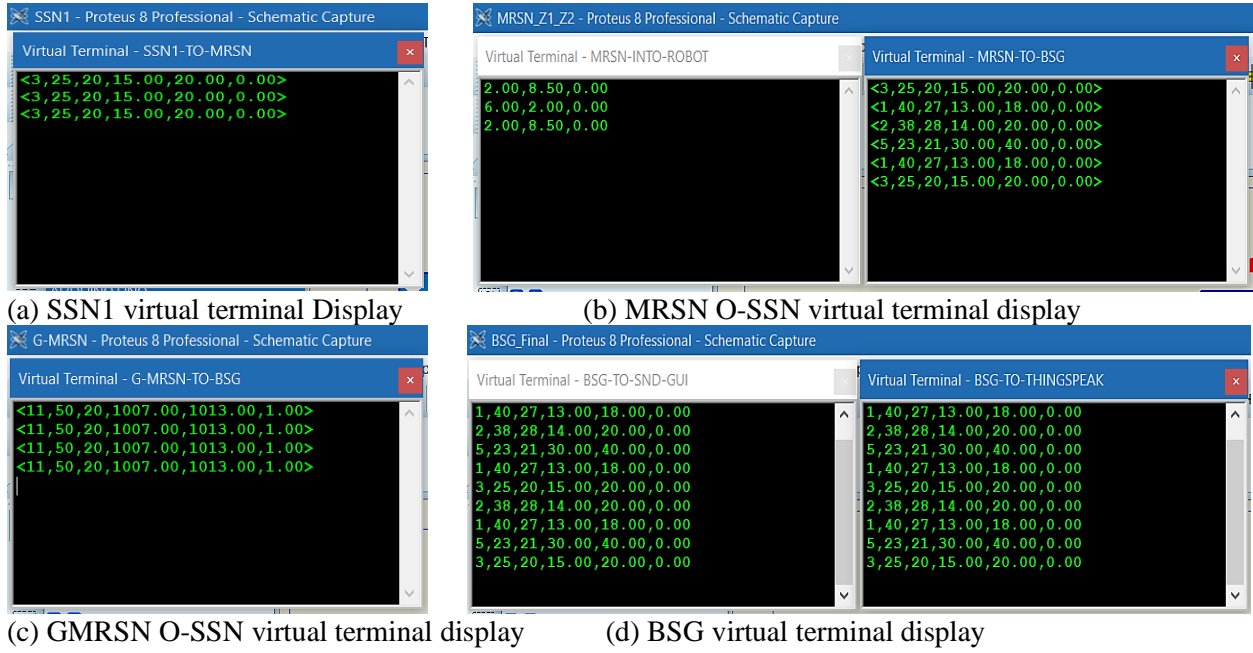 SSN1 - Proteus 8 Professional - Schematic Capture
Virtual Terminal - SSN1-TO-MRSN
<3,25,20,15.00,20.00,0.00>
<3,25,20,15.00,20.00,0.00>
<3,25,20,15.00,20.00,0.00>
(a) SSN1 virtual terminal Display
MRSN_Z1_Z2 - Proteus 8 Professional - Schematic Capture
Virtual Terminal - MRSN-INTO-ROBOT
2.00,8.50,0.00
6.00,2.00,0.00
2.00,8.50,0.00
Virtual Terminal - MRSN-TO-BSG
<3,25,20,15.00,20.00,0.00>
<1,40,27,13.00,18.00,0.00>
<2,38,28,14.00,20.00,0.00>
<5,23,21,30.00,40.00,0.00>
<1,40,27,13.00,18.00,0.00>
<3,25,20,15.00,20.00,0.00>
(b) MRSN O-SSN virtual terminal display
G-MRSN - Proteus 8 Professional - Schematic Capture
Virtual Terminal - G-MRSN-TO-BSG
<11,50,20,1007.00,1013.00,1.00>
<11,50,20,1007.00,1013.00,1.00>
<11,50,20,1007.00,1013.00,1.00>
<11,50,20,1007.00,1013.00,1.00>
(c) GMRSN O-SSN virtual terminal display
BSG_Final - Proteus 8 Professional - Schematic Capture
Virtual Terminal - BSG-TO-SND-GUI
1,40,27,13.00,18.00,0.00
2,38,28,14.00,20.00,0.00
5,23,21,30.00,40.00,0.00
1,40,27,13.00,18.00,0.00
3,25,20,15.00,20.00,0.00
2,38,28,14.00,20.00,0.00
1,40,27,13.00,18.00,0.00
5,23,21,30.00,40.00,0.00
3,25,20,15.00,20.00,0.00
Virtual Terminal - BSG-TO-THINGSPEAK
1,40,27,13.00,18.00,0.00
2,38,28,14.00,20.00,0.00
5,23,21,30.00,40.00,0.00
1,40,27,13.00,18.00,0.00
3,25,20,15.00,20.00,0.00
2,38,28,14.00,20.00,0.00
1,40,27,13.00,18.00,0.00
5,23,21,30.00,40.00,0.00
3,25,20,15.00,20.00,0.00
(d) BSG virtual terminal display